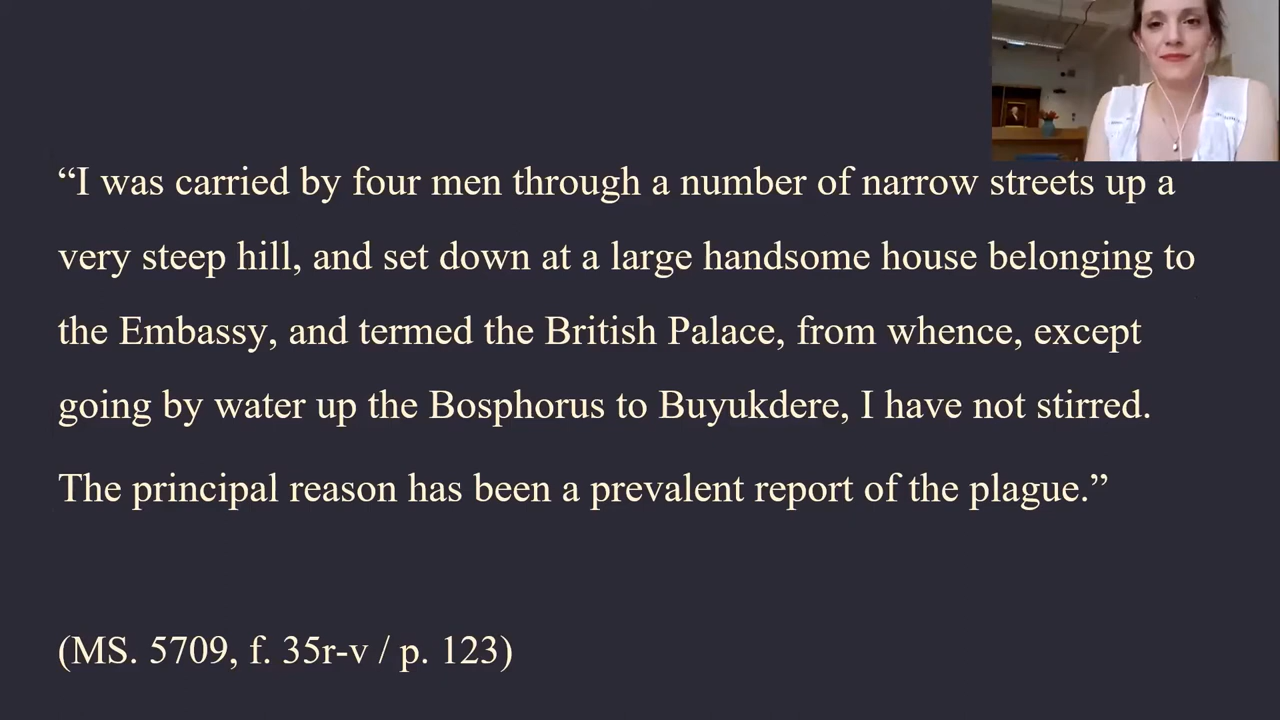 “I was carried by four men through a number of narrow streets up a
very steep hill, and set down at a large handsome house belonging to
the Embassy, and termed the British Palace, from whence, except
going by water up the Bosphorus to Buyukdere, I have not stirred.
The principal reason has been a prevalent report of the plague.”
(MS. 5709, f. 35r-v / p. 123)